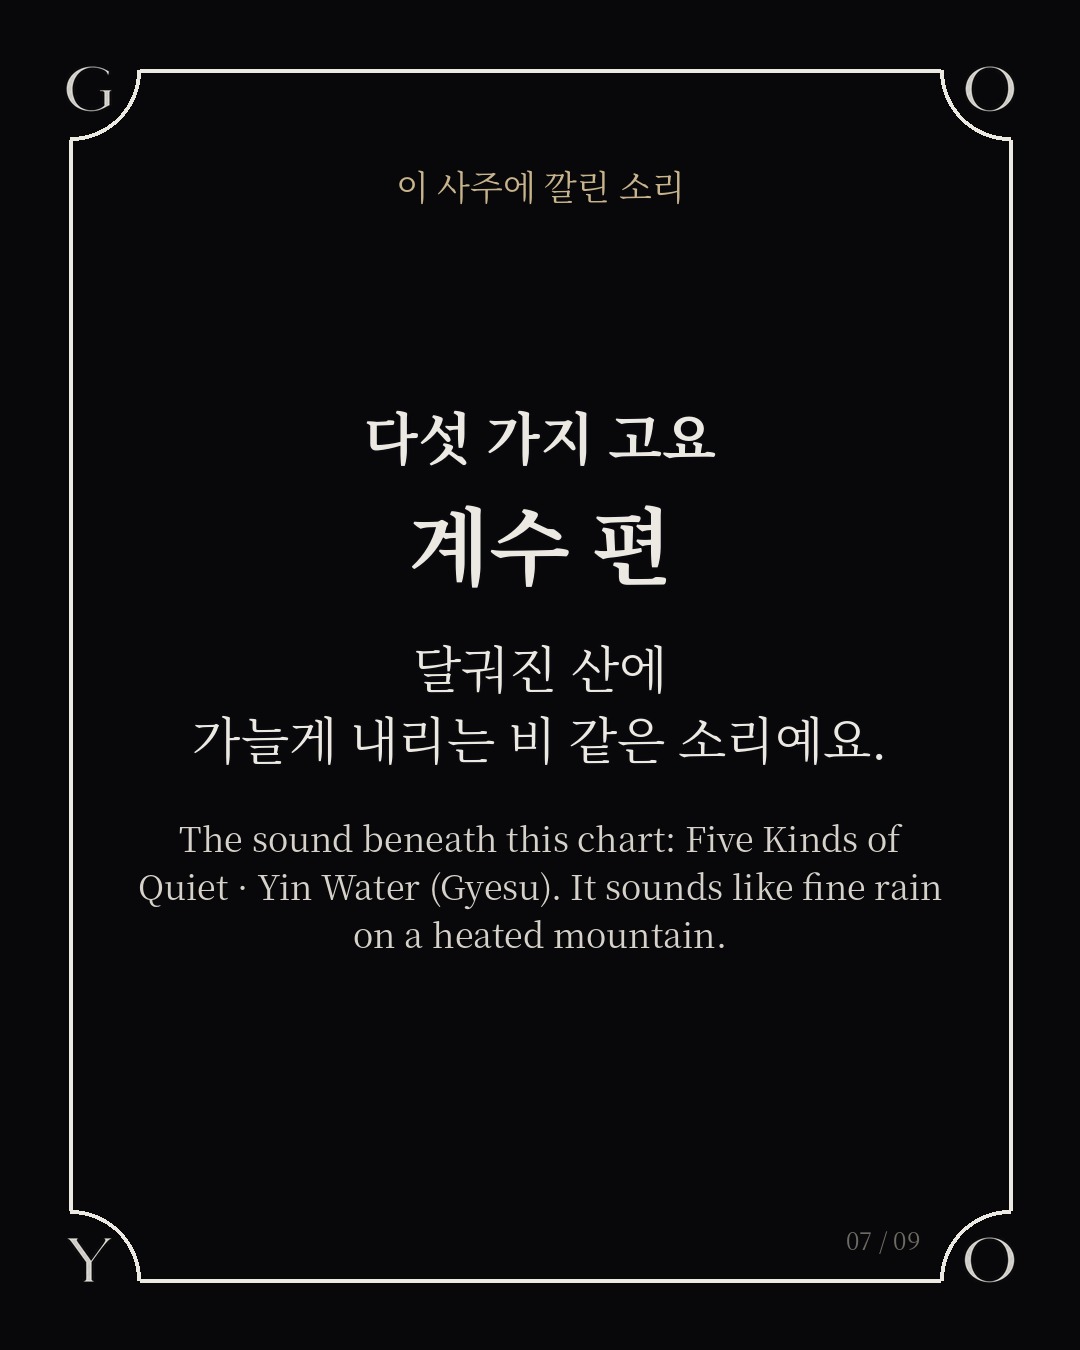 G O
이 사주에 깔린 소리
다섯 가지 고요
계수 편
달궈진 산에
가늘게 내리는 비 같은 소리예요.
The sound beneath this chart: Five Kinds of
Quiet · Yin Water (Gyesu). It sounds like fine rain
on a heated mountain.
07 / 09
Y O